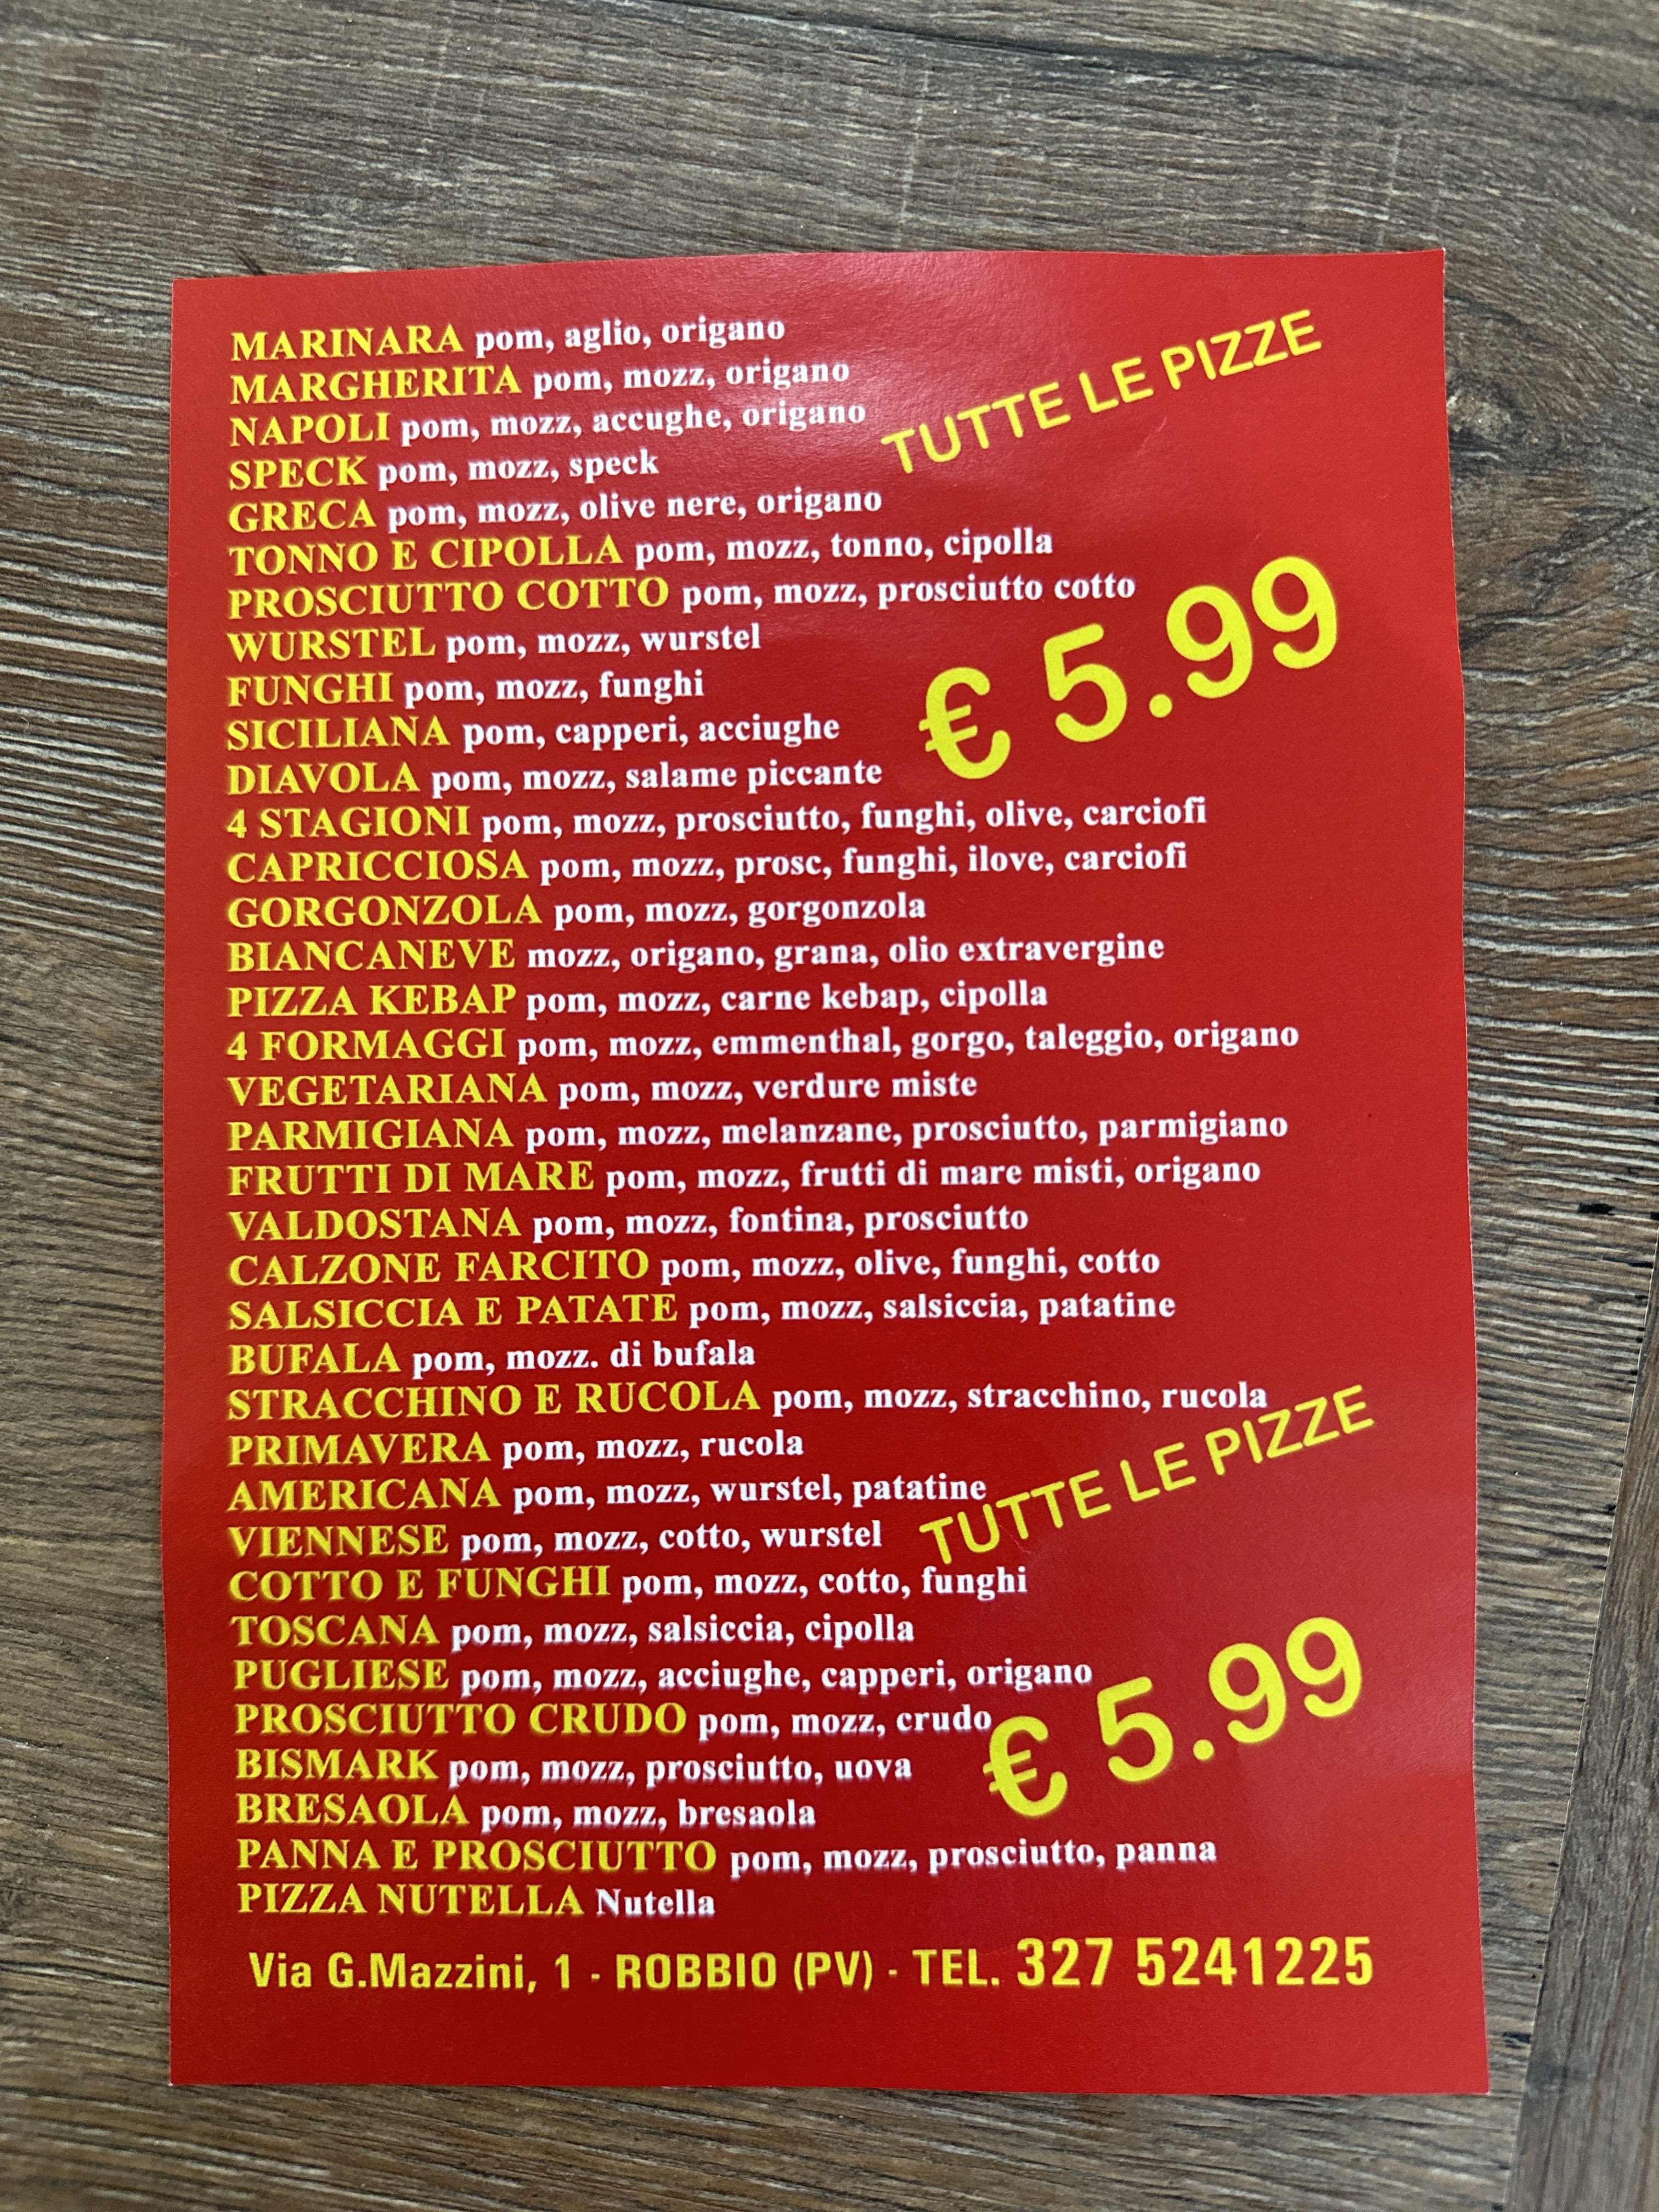 MARINARA pom, aglio, origano
MARGHERITA pom, mozz, origano
NAPOLI pom, mozz, accughe, origano
TUTTE LE PIZZE
SPECK pom, mozz, speck
GRECA pom, mozz, olive nere, origano
TONNO E CIPOLLA pom, mozz, tonno, cipolla
PROSCIUTTO COTTO pom, mozz, prosciutto cotto
WURSTEL pom, mozz, wurstel
€ 5.99
FUNGHI pom, mozz, funghi
SICILIANA pom, capperi, acciughe
DIAVOLA pom, mozz, salame piccante
4 STAGIONI pom, mozz, prosciutto, funghi, olive, carciofi
CAPRICCIOSA pom, mozz, prosc, funghi, ilove, carciofi
GORGONZOLA pom, mozz, gorgonzola
BIANCANEVE mozz, origano, grana, olio extravergine
PIZZA KEBAP pom, mozz, carne kebap, cipolla
4 FORMAGGI pom, mozz, emmenthal, gorgo, taleggio, origano
VEGETARIANA pom, mozz, verdure miste
PARMIGIANA pom, mozz, melanzane, prosciutto, parmigiano
FRUTTI DI MARE pom, mozz, frutti di mare misti, origano
VALDOSTANA pom, mozz, fontina, prosciutto
CALZONE FARCITO pom, mozz, olive, funghi, cotto
SALSICCIA E PATATE pom, mozz, salsiccia, patatine
BUFALA pom, mozz. di bufala
STRACCHINO E RUCOLA pom, mozz, stracchino, rucola
PRIMAVERA pom, mozz, rucola
AMERICANA pom, mozz, wurstel, patatine
TUTTE LE PIZZE
VIENNESE pom, mozz, cotto, wurstel
COTTO E FUNGHI pom, mozz, cotto, funghi
TOSCANA pom, mozz, salsiccia, cipolla
PUGLIESE pom, mozz, acciughe, capperi, origano
PROSCIUTTO CRUDO pom, mozz, crudo
€ 5.99
BISMARK pom, mozz, prosciutto, uova
BRESAOLA pom, mozz, bresaola
PANNA E PROSCIUTTO pom, mozz, prosciutto, panna
PIZZA NUTELLA Nutella
Via G.Mazzini, 1 - ROBBIO (PV) - TEL. 327 5241225